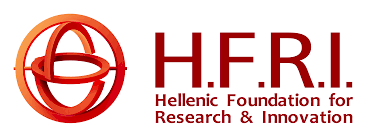 H.F.R.I.
Hellenic Foundation for
Research & Innovation